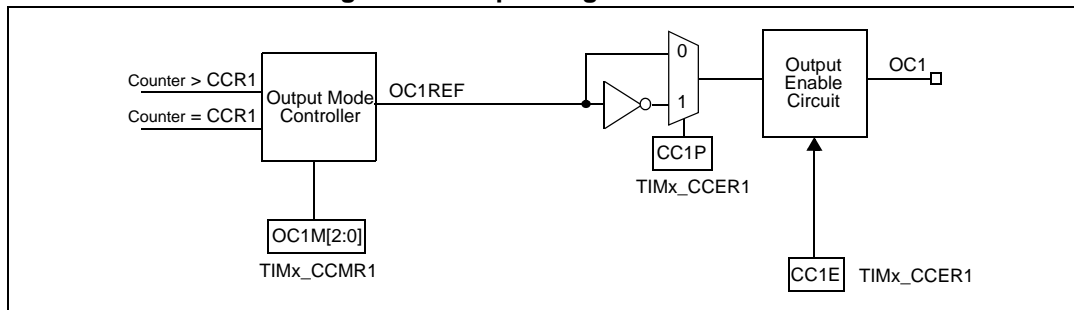 Counter > CCR1
Counter = CCR1
Output Mode
Controller
OC1REF
OC1M[2:0]
TIMx_CCMR1
0
1
CC1P
TIMx_CCER1
Output
Enable
Circuit
OC1
CC1E
TIMx_CCER1